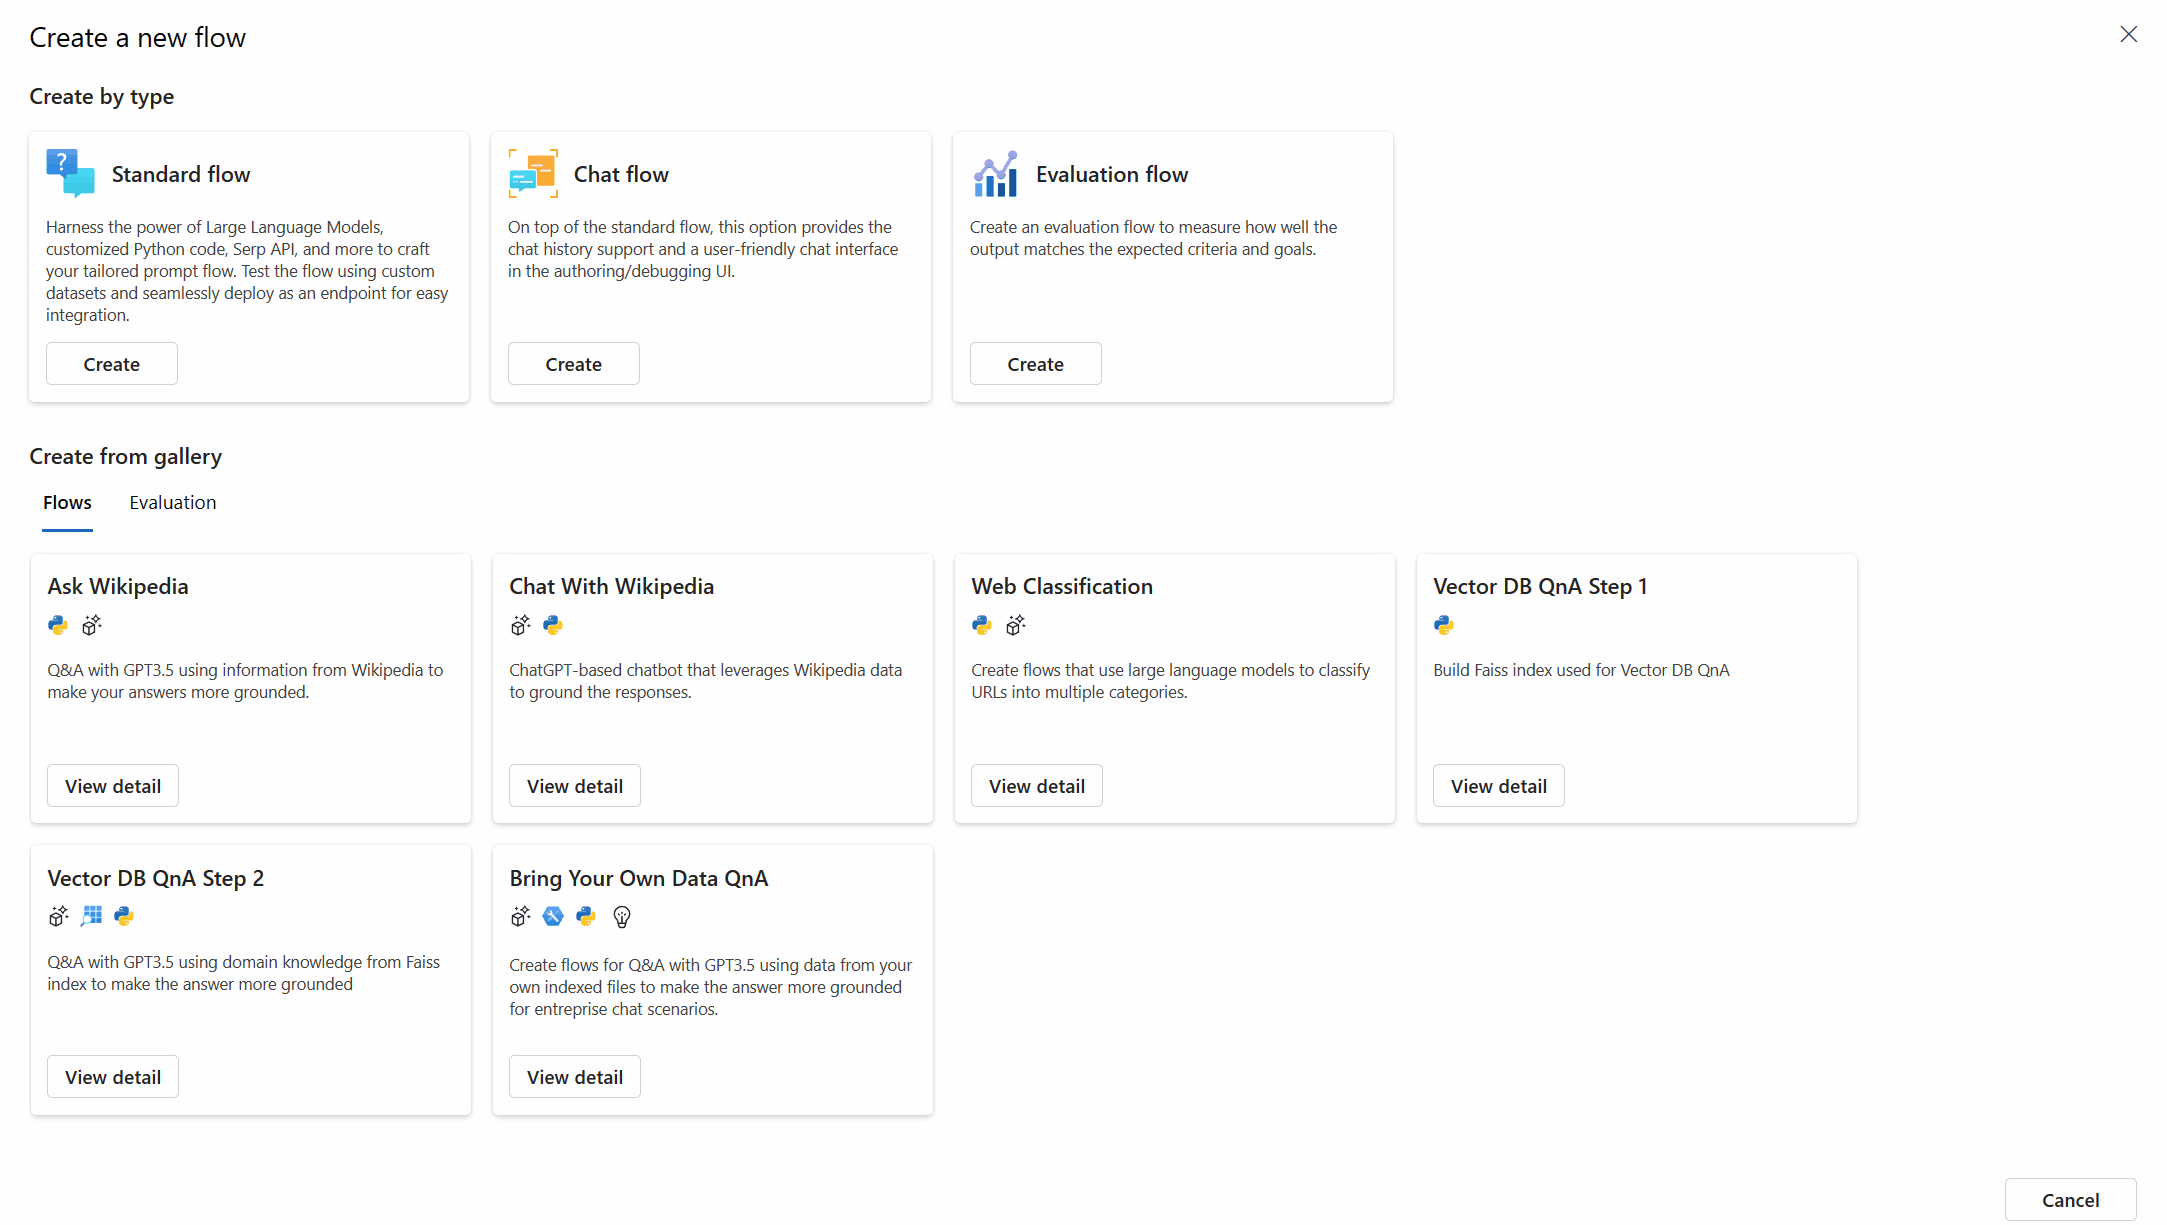 Create a new flow
Create by type
?
Standard flow
Harness the power of Large Language Models,
customized Python code, Serp API, and more to craft
your tailored prompt flow. Test the flow using custom
datasets and seamlessly deploy as an endpoint for easy
integration.
Create
Chat flow
On top of the standard flow, this option provides the
chat history support and a user-friendly chat interface
in the authoring/debugging UI.
Create
Evaluation flow
Create an evaluation flow to measure how well the
output matches the expected criteria and goals.
Create
Create from gallery
Flows
Evaluation
Ask Wikipedia
Q&A with GPT3.5 using information from Wikipedia to
make your answers more grounded.
View detail
Chat With Wikipedia
ChatGPT-based chatbot that leverages Wikipedia data
to ground the responses.
View detail
Web Classification
Create flows that use large language models to classify
URLs into multiple categories.
View detail
Vector DB QnA Step 1
Build Faiss index used for Vector DB QnA
View detail
Vector DB QnA Step 2
Q&A with GPT3.5 using domain knowledge from Faiss
index to make the answer more grounded
View detail
Bring Your Own Data QnA
Create flows for Q&A with GPT3.5 using data from your
own indexed files to make the answer more grounded
for entreprise chat scenarios.
View detail
Cancel